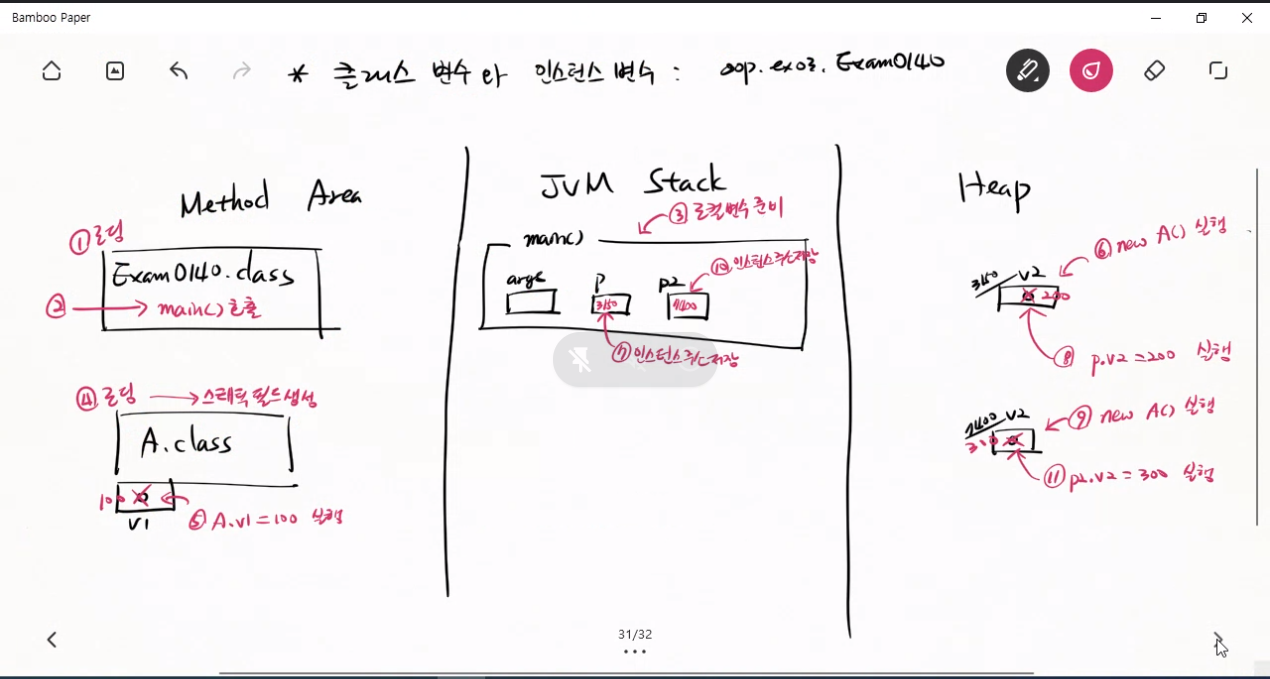 Bamboo Paper
* 클래스 변수 와 인스턴스 변수 : oop.ex03.Exam0140
Method Area
① 로딩
Exam0140.class
② → main() 호출
④ 로딩 → 스태틱 필드 생성
A.class
100 0
V1
⑤ A.v1 = 100 실행
JVM Stack
③ 로컬변수 준비
main()
args p p2
3150 7400
⑩ 인스턴스 주소 저장
⑦ 인스턴스 주소 저장
Heap
⑥ new A() 실행
3150 V2
0 200
⑧ p.v2 = 200 실행
⑨ new A() 실행
7400 V2
300 0
⑪ p2.v2 = 300 실행
31/32